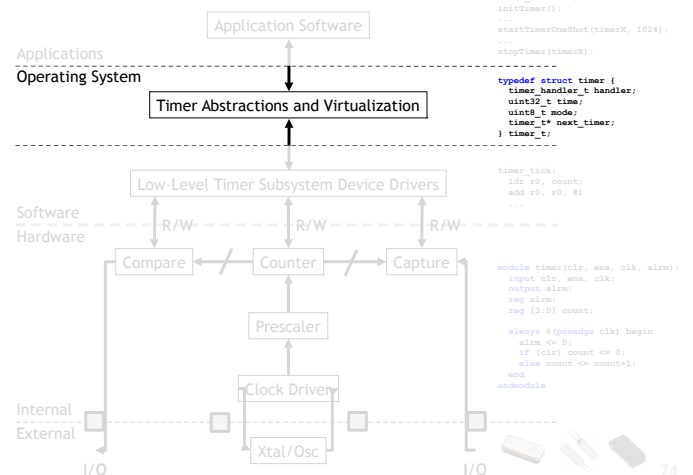 initTimer();
...
startTimerOneShot(timerX, 1024);
...
stopTimer(timerX);
Application Software
Applications
Operating System
Timer Abstractions and Virtualization
typedef struct timer {
timer_handler_t handler;
uint32_t time;
uint8_t mode;
timer_t* next_timer;
} timer_t;
timer_tick:
ldr r0, count;
add r0, r0, #1
...
Low-Level Timer Subsystem Device Drivers
Software
R/W R/W R/W
Hardware
Compare Counter Capture
module timer(clr, ena, clk, alrm);
input clr, ena, clk;
output alrm;
reg alrm;
reg [3:0] count;
always @(posedge clk) begin
alrm <= 0;
if (clr) count <= 0;
else count <= count+1;
end
endmodule
Prescaler
Clock Driver
Internal
External
Xtal/Osc
I/O I/O
74